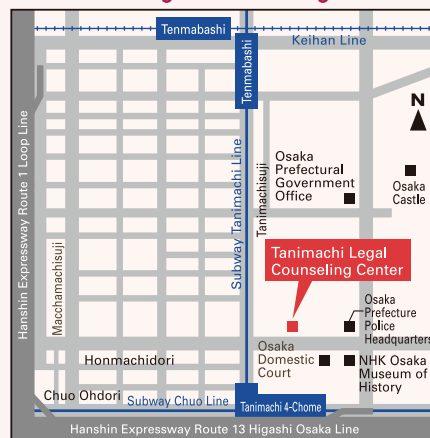 Tenmabashi
Keihan Line
Tenmabashi
N
Hanshin Expressway Route 1 Loop Line
Macchamachisuji
Subway Tanimachi Line
Tanimachisuji
Osaka
Prefectural
Government
Office
Osaka
Castle
Tanimachi Legal
Counseling Center
Osaka
Prefecture
Police
Headquarters
Osaka
Domestic
Court
NHK Osaka
Museum of
History
Honmachidori
Chuo Ohdori
Subway Chuo Line
Tanimachi 4-Chome
Hanshin Expressway Route 13 Higashi Osaka Line